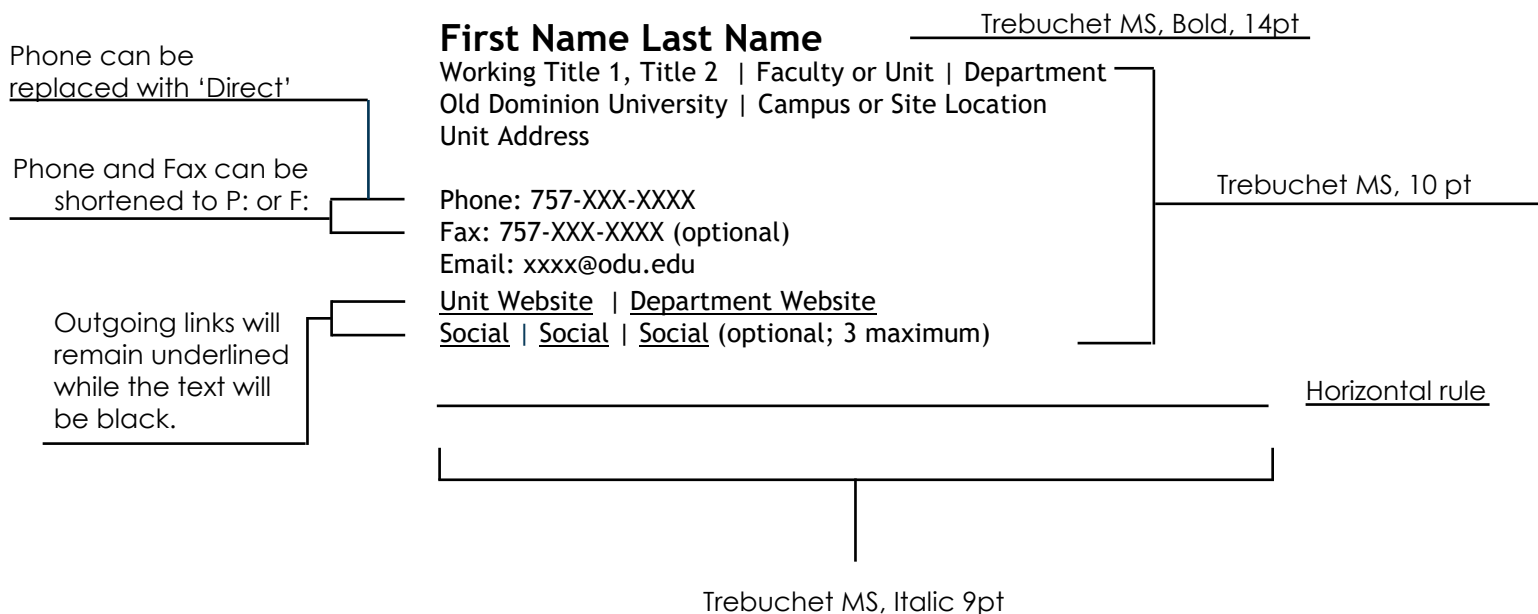 First Name Last Name
Trebuchet MS, Bold, 14pt
Phone can be
replaced with ‘Direct’
Working Title 1, Title 2 | Faculty or Unit | Department
Old Dominion University | Campus or Site Location
Unit Address
Phone and Fax can be
shortened to P: or F:
Trebuchet MS, 10 pt
Phone: 757-XXX-XXXX
Fax: 757-XXX-XXXX (optional)
Email: xxxx@odu.edu
Unit Website | Department Website
Social | Social | Social (optional; 3 maximum)
Outgoing links will
remain underlined
while the text will
be black.
Horizontal rule
Trebuchet MS, Italic 9pt